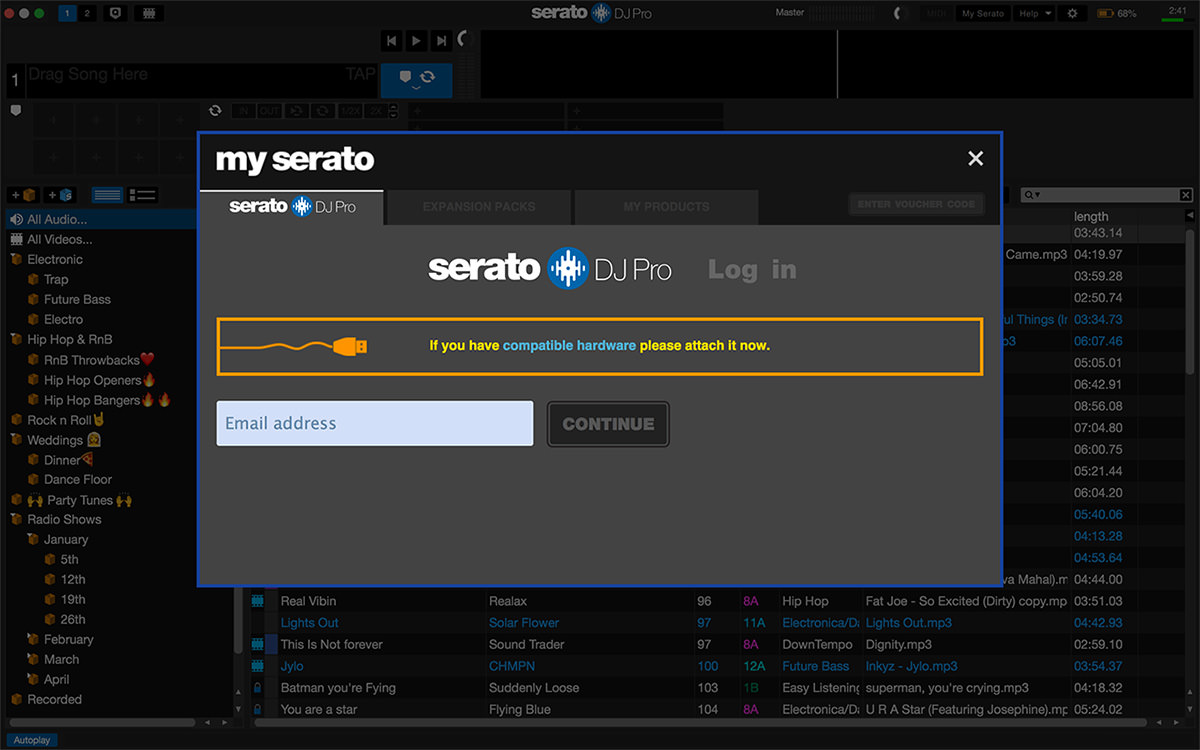 1 2
serato DJ Pro
Master
MIDI My Serato Help 68% 2:41
1 Drag Song Here TAP
IN OUT 1/2X 2X
my serato
serato DJ Pro EXPANSION PACKS MY PRODUCTS ENTER VOUCHER CODE
serato DJ Pro Log in
If you have compatible hardware please attach it now.
Email address CONTINUE
All Audio...
All Videos...
Electronic
Trap
Future Bass
Electro
Hip Hop & RnB
RnB Throwbacks❤️
Hip Hop Openers🔥
Hip Hop Bangers🔥🔥
Rock n Roll🤘
Weddings 👰
Dinner🍕
Dance Floor
🙌 Party Tunes 🙌
Radio Shows
January
5th
12th
19th
26th
February
March
April
Recorded
length
03:43.14
Came.mp3 04:19.97
03:59.28
02:50.74
ul Things (Ir 03:34.73
o3 06:07.46
05:05.01
06:42.91
08:56.08
07:04.80
06:00.75
05:21.44
06:04.20
05:40.06
04:13.28
04:53.64
va Mahal).m 04:44.00
Real Vibin Realax 96 8A Hip Hop Fat Joe - So Excited (Dirty) copy.mp 03:51.03
Lights Out Solar Flower 97 11A Electronica/Da Lights Out.mp3 04:42.93
This Is Not forever Sound Trader 97 8A DownTempo Dignity.mp3 02:59.10
Jylo CHMPN 100 12A Future Bass Inkyz - Jylo.mp3 03:54.37
Batman you're Fying Suddenly Loose 103 1B Easy Listening superman, you're crying.mp3 04:18.32
You are a star Flying Blue 104 8A Electronica/Da U R A Star (Featuring Josephine).mp 05:24.02
Autoplay